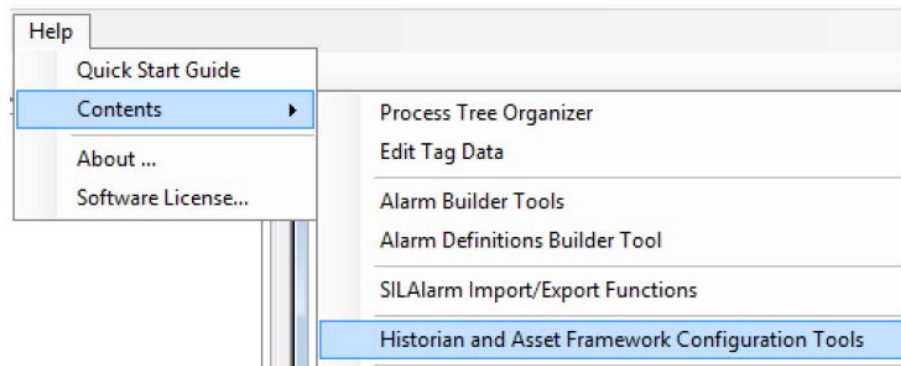 Help
Quick Start Guide
Contents
About ...
Software License...
Process Tree Organizer
Edit Tag Data
Alarm Builder Tools
Alarm Definitions Builder Tool
SILAlarm Import/Export Functions
Historian and Asset Framework Configuration Tools